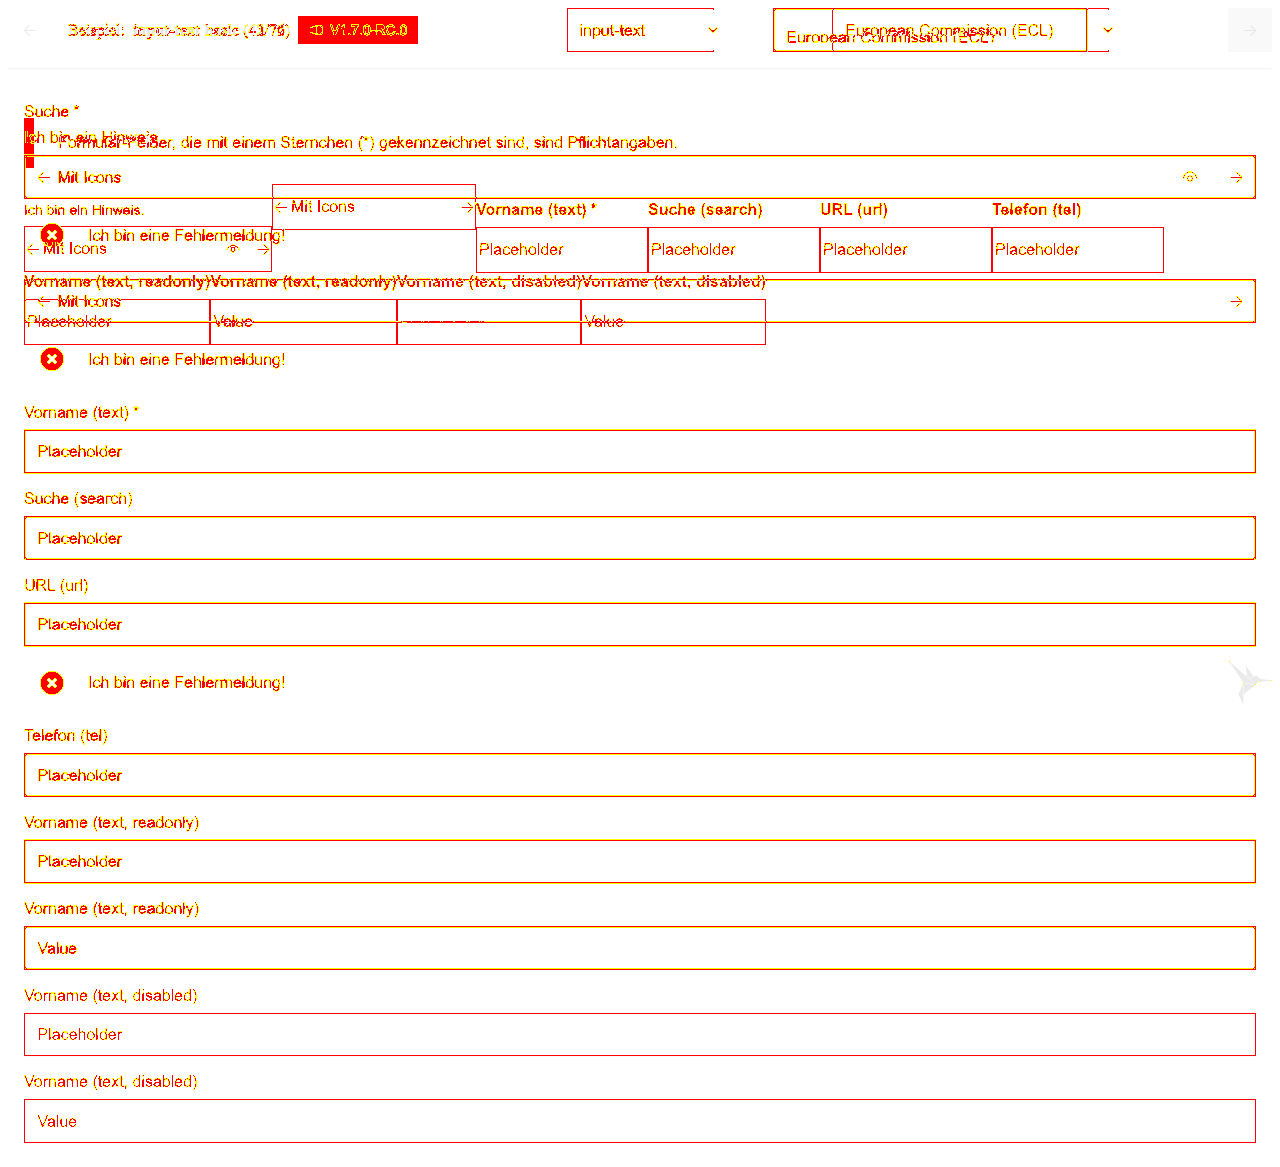 Beispiel: input-text basic (43/76) V1.7.0-RC.0 input-text European Commission (ECL)
European Commission (ECL)
Suche *
Ich bin ein Hinweis
Formular-Felder, die mit einem Sternchen (*) gekennzeichnet sind, sind Pflichtangaben.
Mit Icons
Mit Icons
Ich bin ein Hinweis.
Vorname (text) * Suche (search) URL (url) Telefon (tel)
Ich bin eine Fehlermeldung!
Mit Icons
Placeholder Placeholder Placeholder Placeholder
Vorname (text, readonly) Vorname (text, readonly) Vorname (text, disabled) Vorname (text, disabled)
Mit Icons
Placeholder Value Value
Ich bin eine Fehlermeldung!
Vorname (text) *
Placeholder
Suche (search)
Placeholder
URL (url)
Placeholder
Ich bin eine Fehlermeldung!
Telefon (tel)
Placeholder
Vorname (text, readonly)
Placeholder
Vorname (text, readonly)
Value
Vorname (text, disabled)
Placeholder
Vorname (text, disabled)
Value